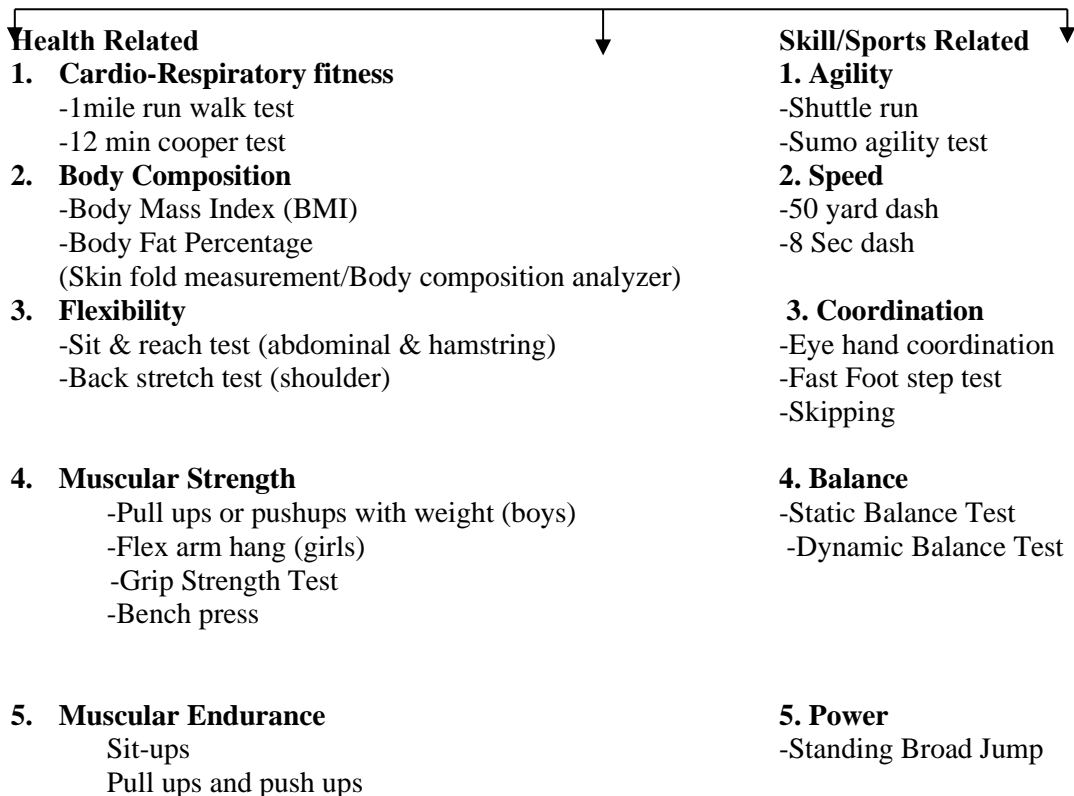 Health Related
1. Cardio-Respiratory fitness
-1mile run walk test
-12 min cooper test
2. Body Composition
-Body Mass Index (BMI)
-Body Fat Percentage
(Skin fold measurement/Body composition analyzer)
3. Flexibility
-Sit & reach test (abdominal & hamstring)
-Back stretch test (shoulder)
4. Muscular Strength
-Pull ups or pushups with weight (boys)
-Flex arm hang (girls)
-Grip Strength Test
-Bench press
5. Muscular Endurance
Sit-ups
Pull ups and push ups
Skill/Sports Related
1. Agility
-Shuttle run
-Sumo agility test
2. Speed
-50 yard dash
-8 Sec dash
3. Coordination
-Eye hand coordination
-Fast Foot step test
-Skipping
4. Balance
-Static Balance Test
-Dynamic Balance Test
5. Power
-Standing Broad Jump